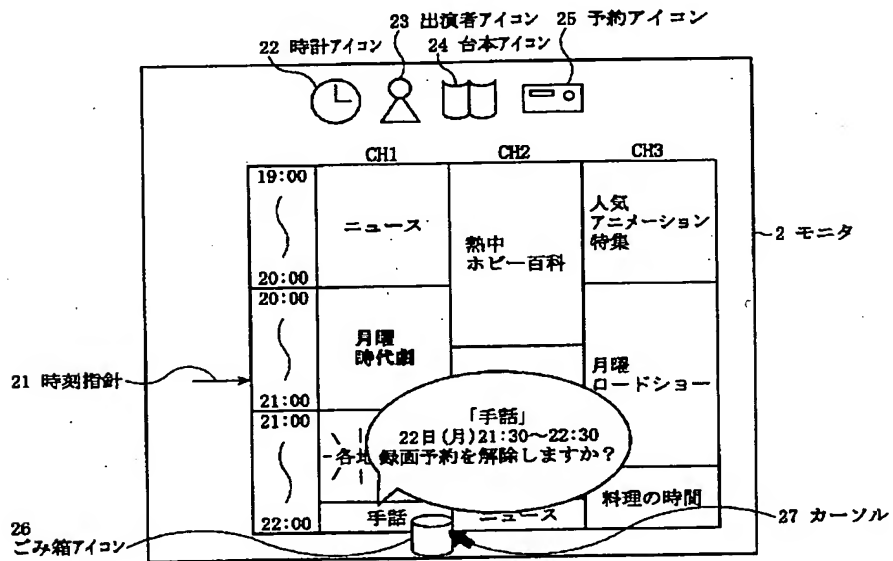 23 出演者アイコン
25 予約アイコン
22 時計アイコン
24 台本アイコン
CH1
CH2
CH3
19:00
20:00
ニュース
熱中
ホビー百科
人気
アニメーション
特集
2 モニタ
20:00
21:00
月曜
時代劇
月曜
ロードショー
21 時刻指針
21:00
22:00
各地
「手話」
22日(月)21:30～22:30
録画予約を解除しますか？
手話
ニュース
料理の時間
26
ごみ箱アイコン
27 カーソル